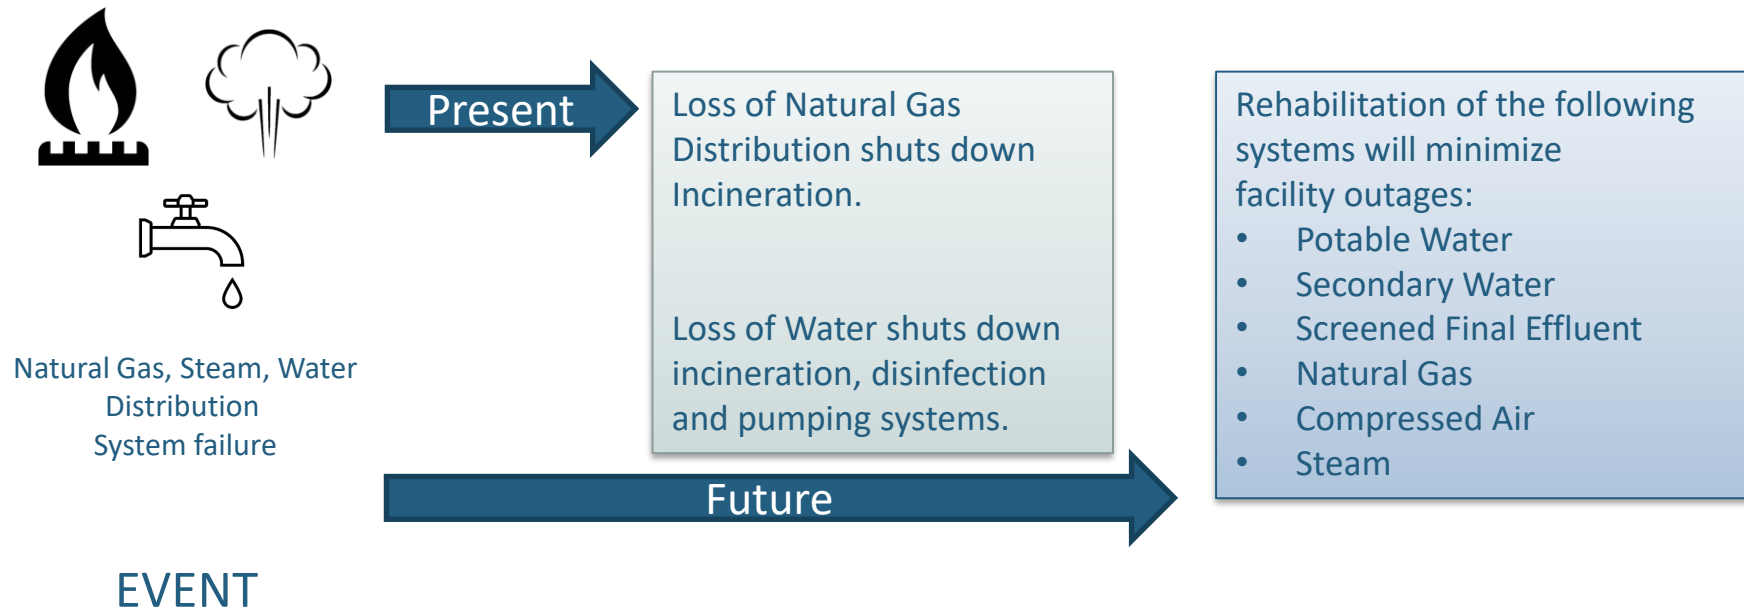 Natural Gas, Steam, Water
Distribution
System failure
EVENT
Present
Loss of Natural Gas
Distribution shuts down
Incineration.
Loss of Water shuts down
incineration, disinfection
and pumping systems.
Future
Rehabilitation of the following
systems will minimize
facility outages:
• Potable Water
• Secondary Water
• Screened Final Effluent
• Natural Gas
• Compressed Air
• Steam